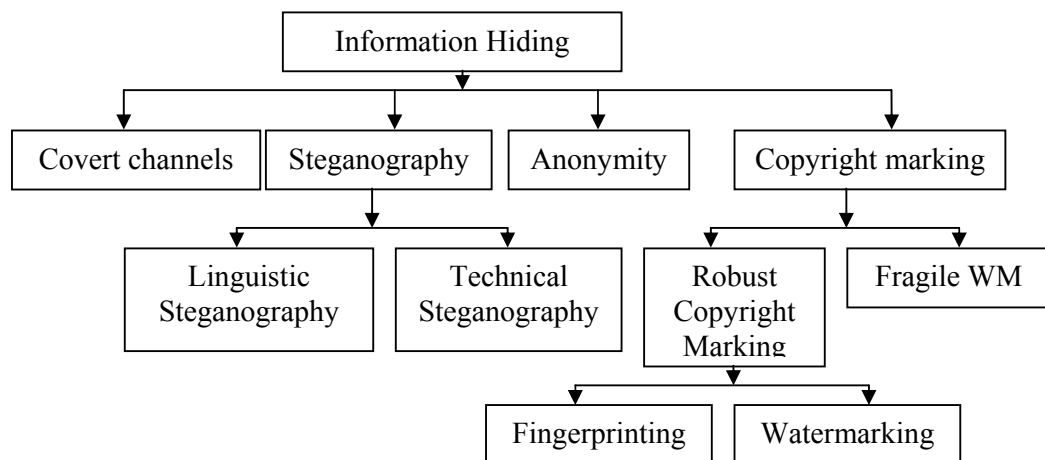 Information Hiding
Covert channels
Steganography
Anonymity
Copyright marking
Linguistic
Steganography
Technical
Steganography
Robust
Copyright
Marking
Fragile WM
Fingerprinting
Watermarking